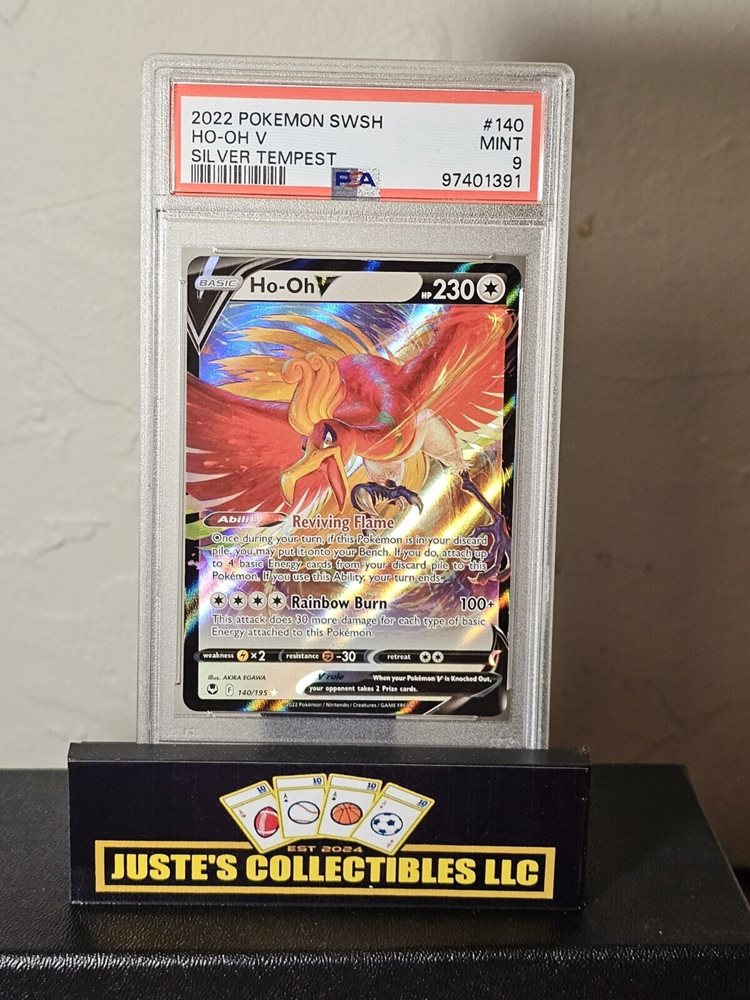 2022 POKEMON SWSH #140
HO-OH V MINT
SILVER TEMPEST 9
PSA 97401391
BASIC Ho-Oh V HP 230
Ability Reviving Flame
Once during your turn, if this Pokémon is in your discard
pile, you may put it onto your Bench. If you do, attach up
to 4 basic Energy cards from your discard pile to this
Pokémon. If you use this Ability, your turn ends.
Rainbow Burn 100+
This attack does 30 more damage for each type of basic
Energy attached to this Pokémon.
weakness ×2 resistance -30 retreat
Illus. AKIRA EGAWA
V rule When your Pokémon V is Knocked Out,
your opponent takes 2 Prize cards.
F 140/195 ★
2022 Pokémon / Nintendo / Creatures / GAME FREAK
10 10
EST 2024
JUSTE'S COLLECTIBLES LLC